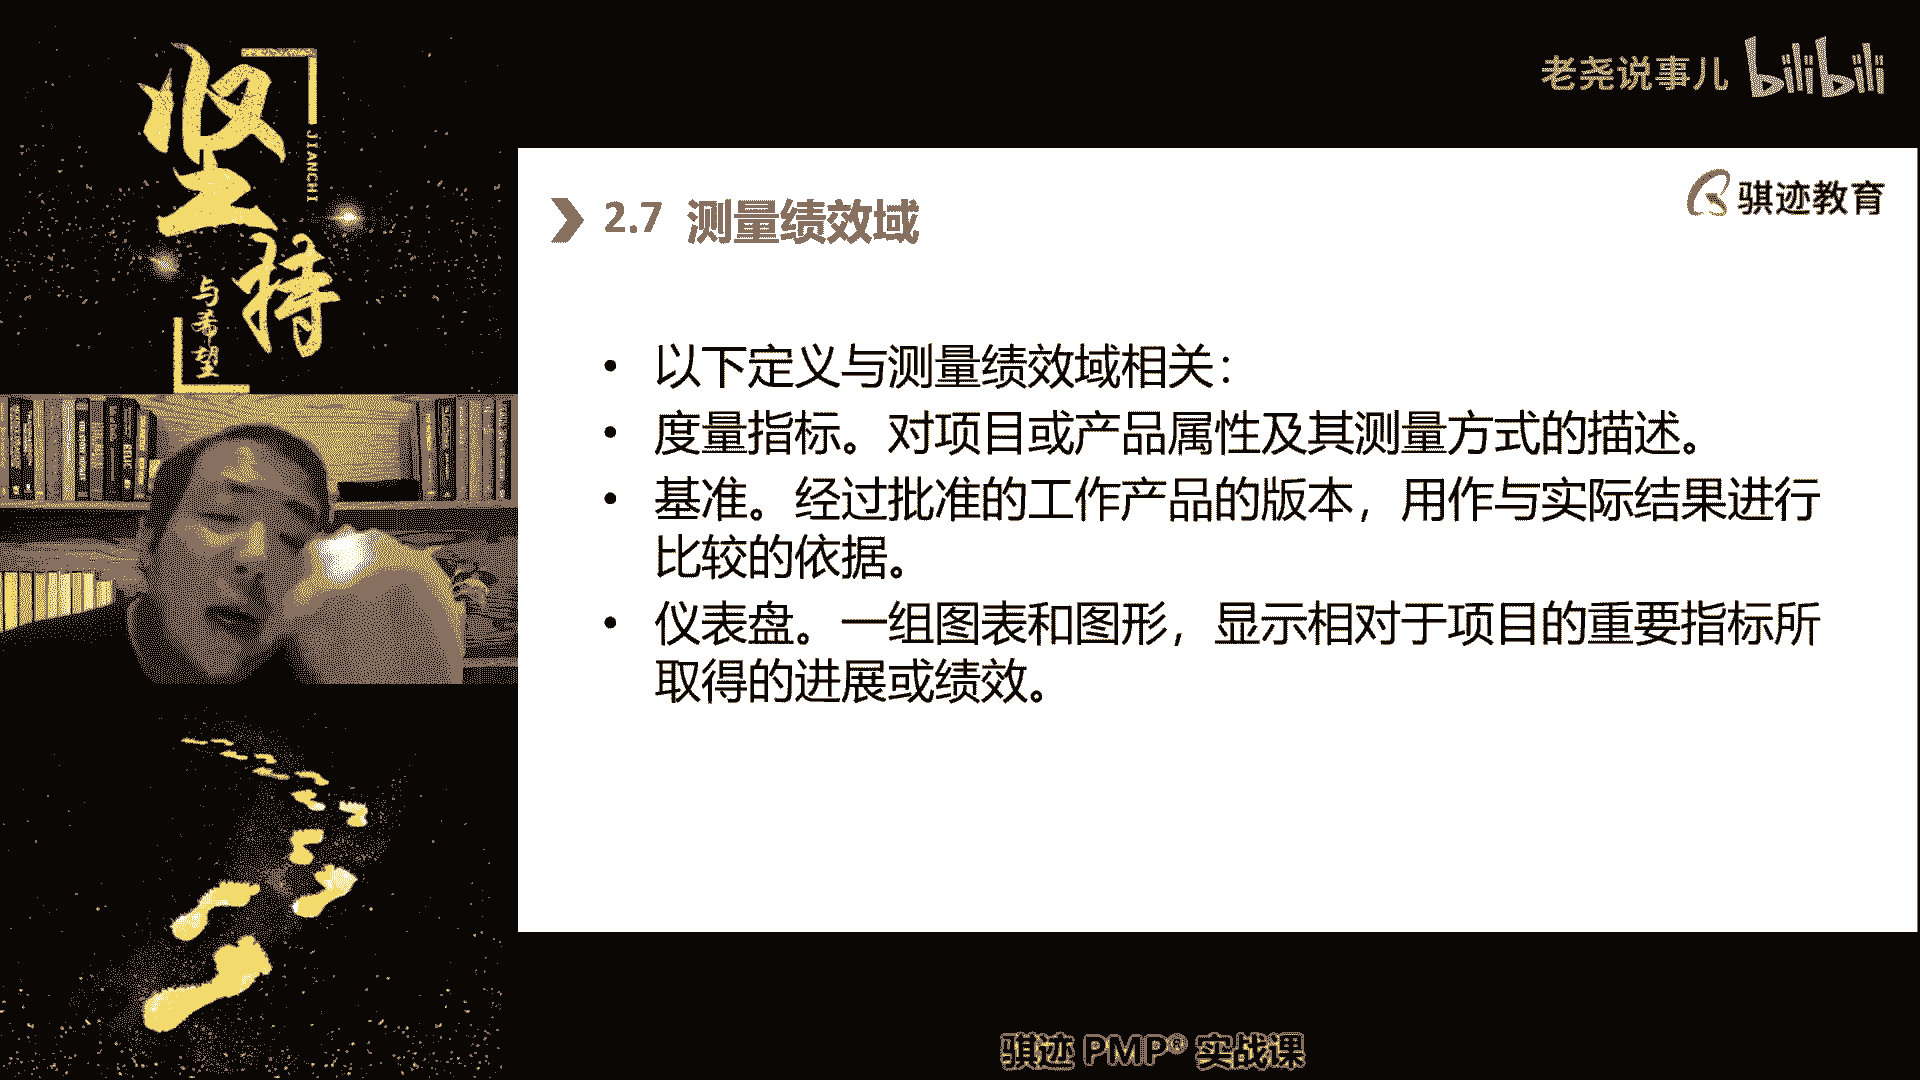 坚持
JIANCHI
与希望
老尧说事儿 bilibili
骐迹教育
2.7 测量绩效域
• 以下定义与测量绩效域相关：
• 度量指标。对项目或产品属性及其测量方式的描述。
• 基准。经过批准的工作产品的版本，用作与实际结果进行
比较的依据。
• 仪表盘。一组图表和图形，显示相对于项目的重要指标所
取得的进展或绩效。
骐迹 PMP® 实战课